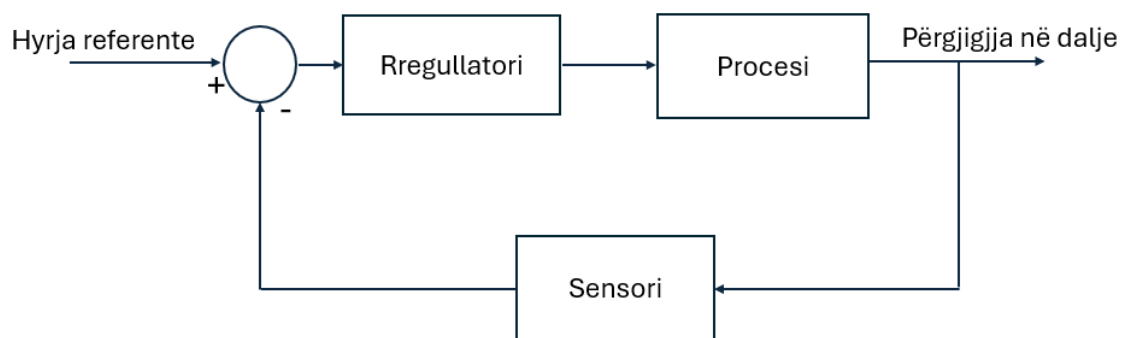 Hyrja referente
Përgjigjja në dalje
Rregullatori
Procesi
+
-
Sensori